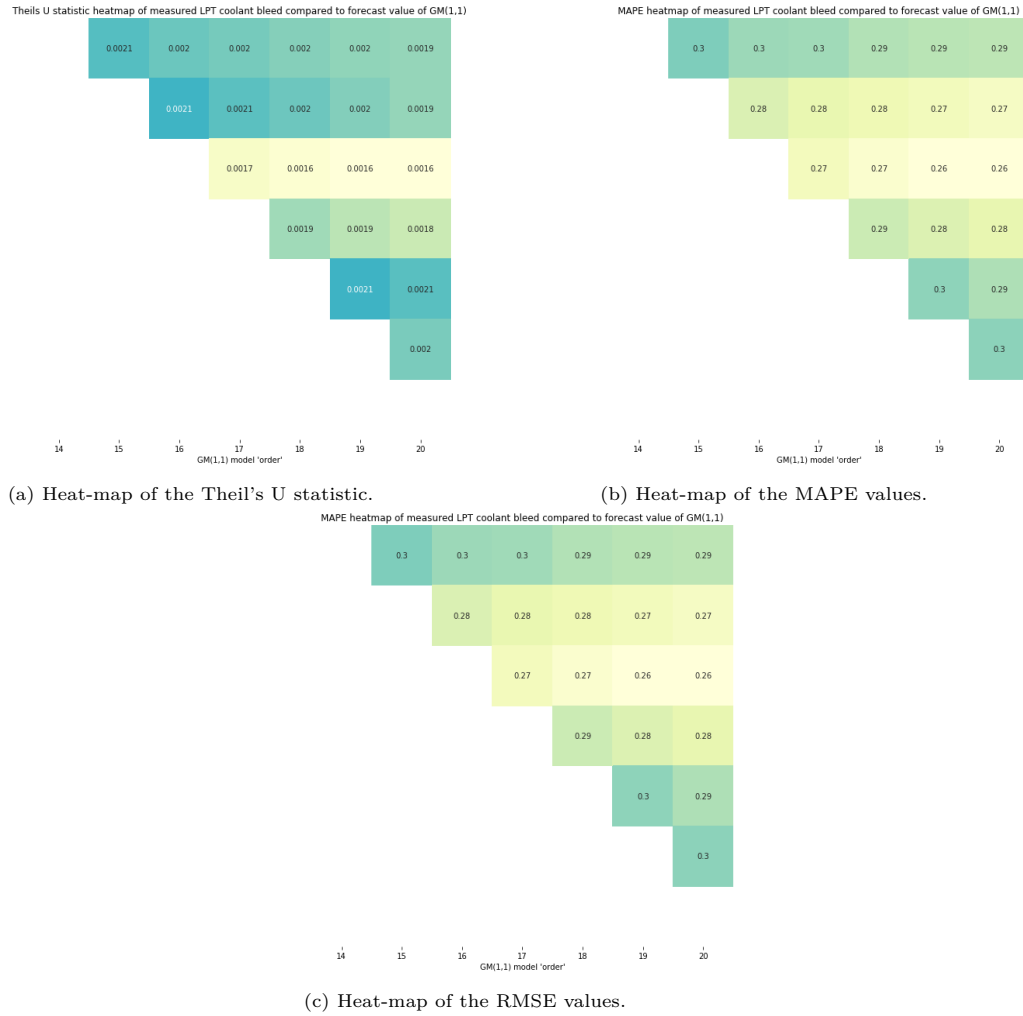 Theils U statistic heatmap of measured LPT coolant bleed compared to forecast value of GM(1,1)
0.0021 0.002 0.002 0.002 0.002 0.0019
0.0021 0.0021 0.002 0.002 0.0019
0.0017 0.0016 0.0016 0.0016
0.0019 0.0019 0.0018
0.0021 0.0021
0.002
14 15 16 17 18 19 20
GM(1,1) model 'order'
(a) Heat-map of the Theil's U statistic.
MAPE heatmap of measured LPT coolant bleed compared to forecast value of GM(1,1)
0.3 0.3 0.3 0.29 0.29 0.29
0.28 0.28 0.28 0.27 0.27
0.27 0.27 0.26 0.26
0.29 0.28 0.28
0.3 0.29
0.3
14 15 16 17 18 19 20
GM(1,1) model 'order'
(b) Heat-map of the MAPE values.
MAPE heatmap of measured LPT coolant bleed compared to forecast value of GM(1,1)
0.3 0.3 0.3 0.29 0.29 0.29
0.28 0.28 0.28 0.27 0.27
0.27 0.27 0.26 0.26
0.29 0.28 0.28
0.3 0.29
0.3
14 15 16 17 18 19 20
GM(1,1) model 'order'
(c) Heat-map of the RMSE values.